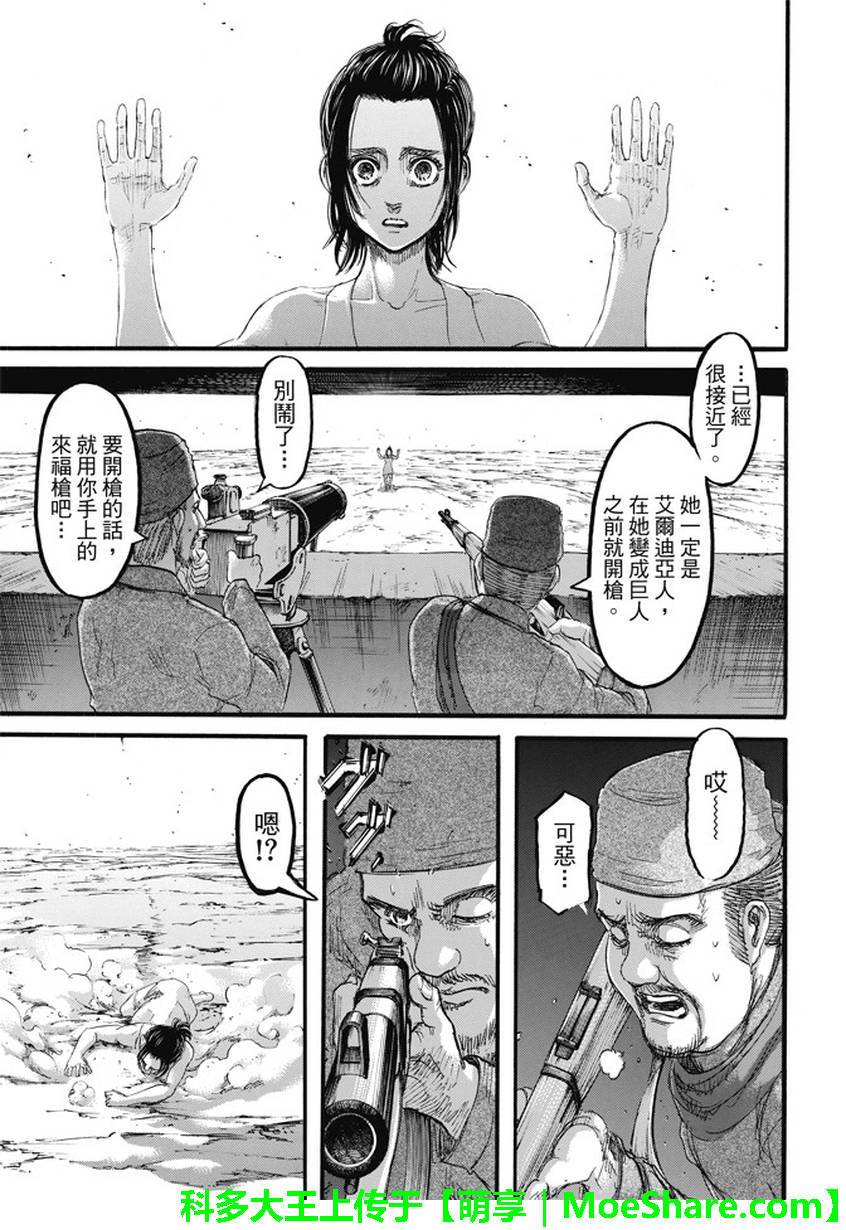 …已經
很接近了。
她一定是
艾爾迪亞人，
在她變成巨人
之前就開槍。
別鬧了…
要開槍的話，
就用你手上的
來福槍吧…
哎～～～
可惡…
グググ
嗯!?
科多大王上传于【萌享｜MoeShare.com】